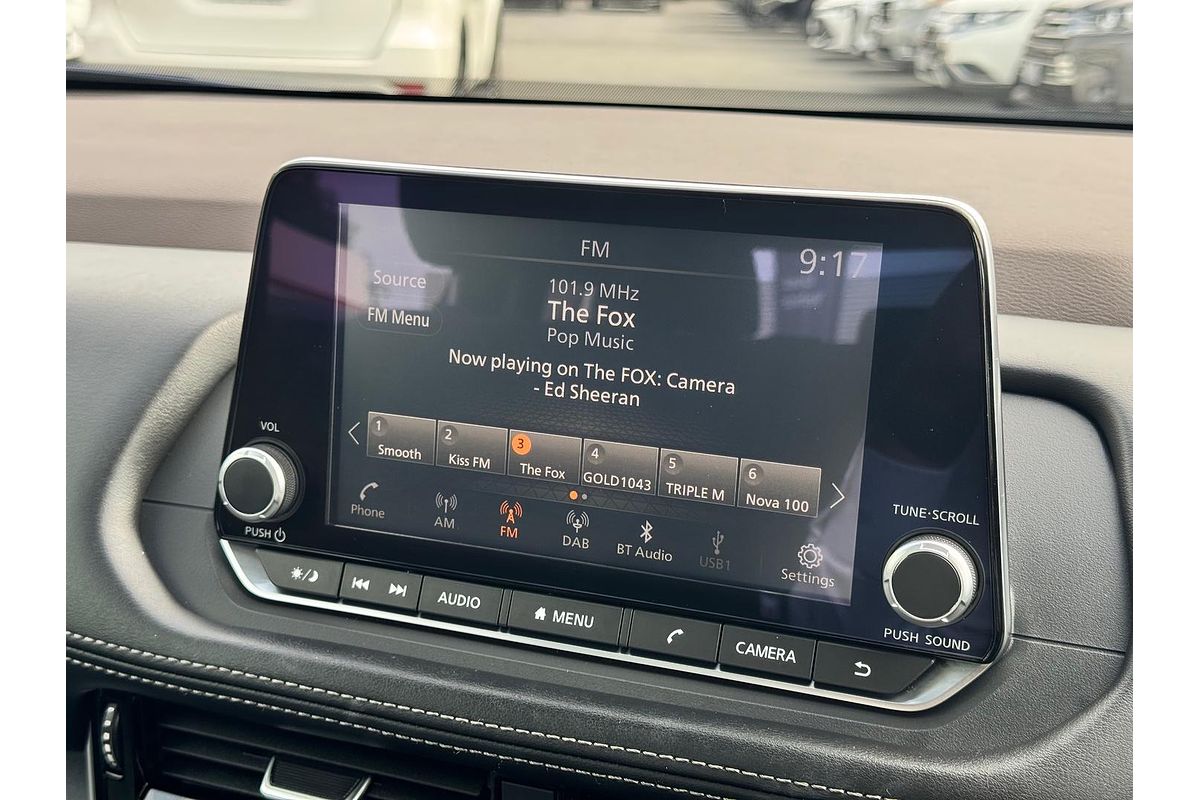 FM
9:17
Source
101.9 MHz
The Fox
FM Menu
Pop Music
Now playing on The FOX: Camera
- Ed Sheeran
1 Smooth
2 Kiss FM
3 The Fox
4 GOLD1043
5 TRIPLE M
6 Nova 100
Phone
AM
FM
DAB
BT Audio
USB1
Settings
VOL
PUSH
TUNE·SCROLL
PUSH SOUND
AUDIO
MENU
CAMERA